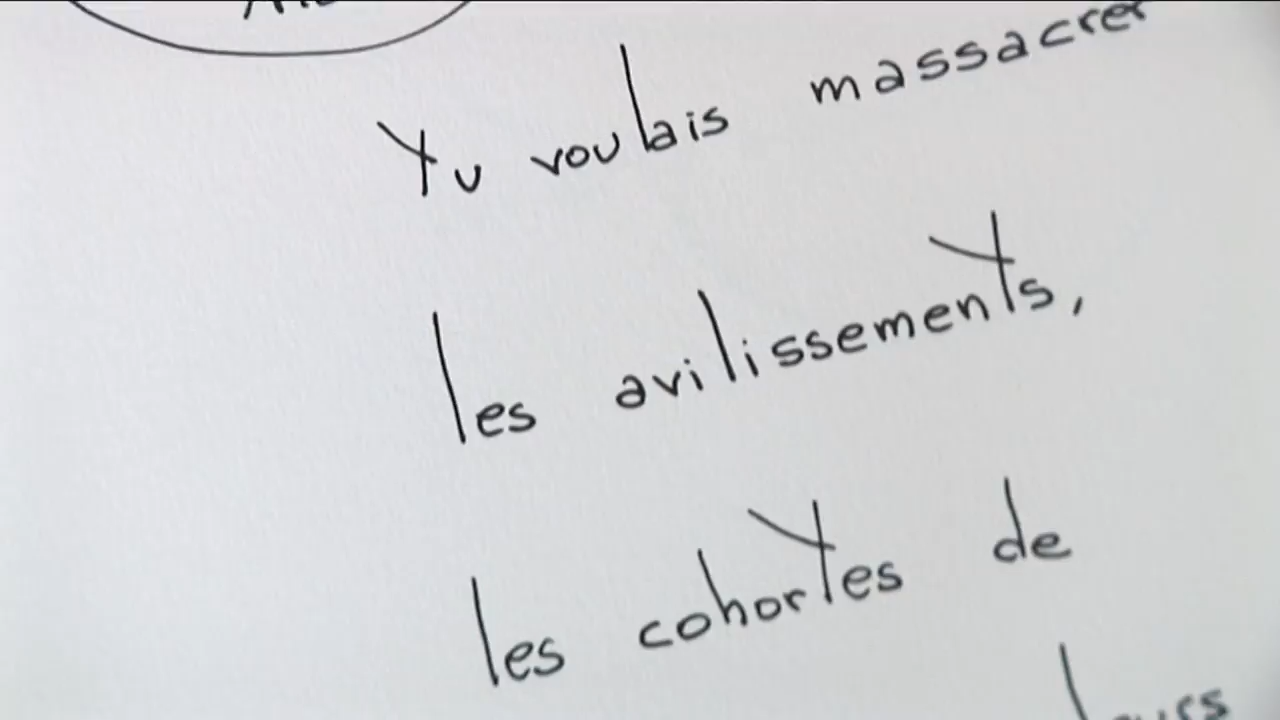 Tu voulais massacrer
les avilissements,
les cohortes de